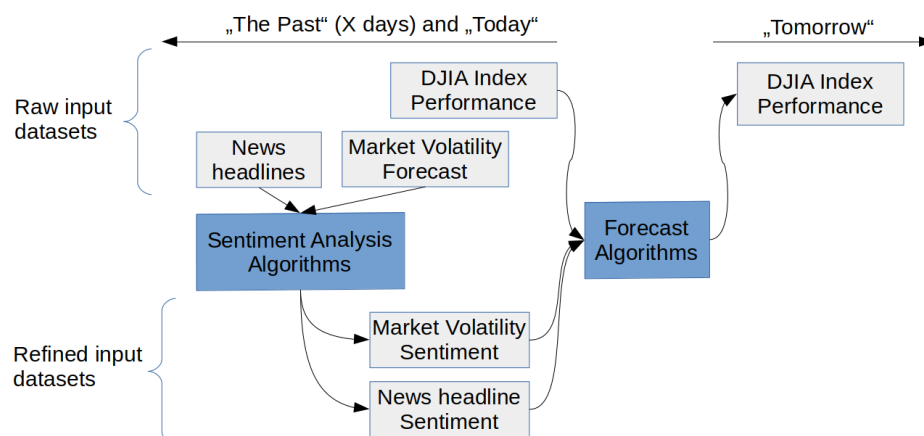 „The Past“ (X days) and „Today“
„Tomorrow“
DJIA Index
Performance
DJIA Index
Performance
Raw input
datasets
News
headlines
Market Volatility
Forecast
Sentiment Analysis
Algorithms
Forecast
Algorithms
Refined input
datasets
Market Volatility
Sentiment
News headline
Sentiment